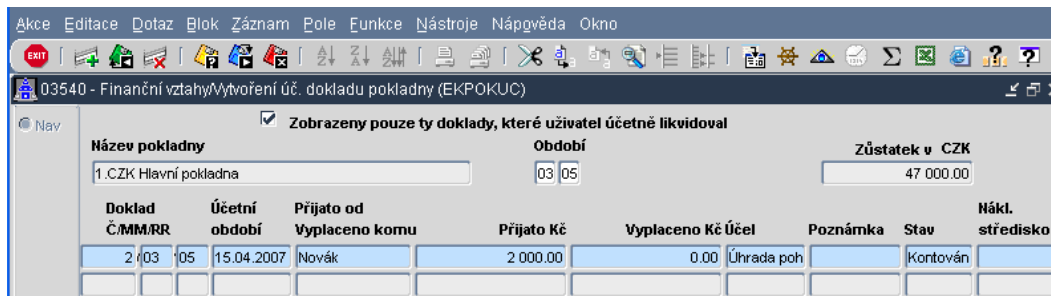 Akce Editace Dotaz Blok Záznam Pole Funkce Nástroje Nápověda Okno
EXIT
03540 - Finanční vztahy/Vytvoření úč. dokladu pokladny (EKPOKUC)
Nav
Zobrazeny pouze ty doklady, které uživatel účetně likvidoval
Název pokladny Období Zůstatek v CZK
1.CZK Hlavní pokladna 03 05 47 000.00
Doklad Účetní Přijato od Nákl.
Č/MM/RR období Vyplaceno komu Přijato Kč Vyplaceno Kč Účel Poznámka Stav středisko
2 / 03 / 05 15.04.2007 Novák 2 000.00 0.00 Úhrada poh Kontován